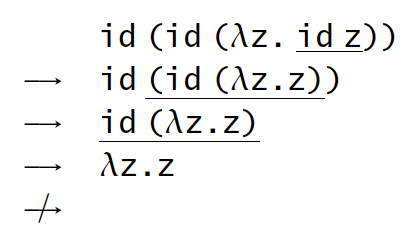 id (id (λz. id z))
→ id (id (λz.z))
→ id (λz.z)
→ λz.z
↛